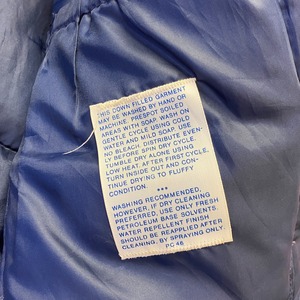 THIS DOWN FILLED GARMENT
MAY BE WASHED BY HAND OR
MACHINE. PRESPOT SOILED
AREAS WITH SOAP. WASH ON
GENTLE CYCLE USING COLD
WATER AND MILD SOAP. USE
NO BLEACH. DISTRIBUTE EVEN-
LY BEFORE SPIN DRY CYCLE.
TUMBLE DRY ALONE USING
LOW HEAT AFTER FIRST CYCLE.
TURN INSIDE OUT AND CON-
TINUE DRYING TO FLUFFY
CONDITION.
***
WASHING RECOMMENDED,
HOWEVER, IF DRY CLEANING
PREFERRED, USE ONLY FRESH
PETROLEUM BASE SOLVENTS.
WATER REPELLENT FINISH
SHOULD BE REAPPLIED AFTER
CLEANING, BY SPRAYING ONLY.
PC 48